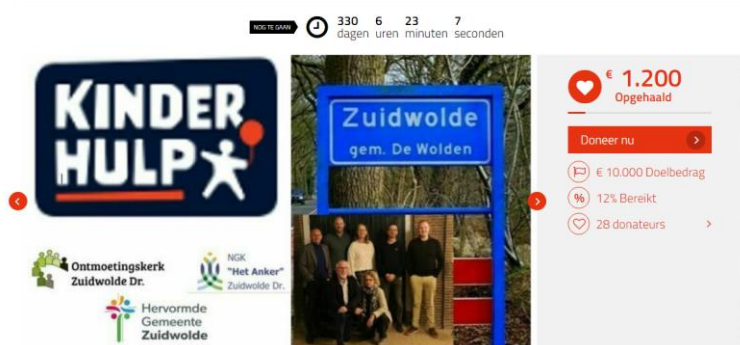 NOG TE GAAN
330 6 23 7
dagen uren minuten seconden
KINDER
HULP
Zuidwolde
gem. De Wolden
Ontmoetingskerk
Zuidwolde Dr.
NGK
"Het Anker"
Zuidwolde Dr.
Hervormde
Gemeente
Zuidwolde
€ 1.200
Opgehaald
Doneer nu
€ 10.000 Doelbedrag
% 12% Bereikt
28 donateurs